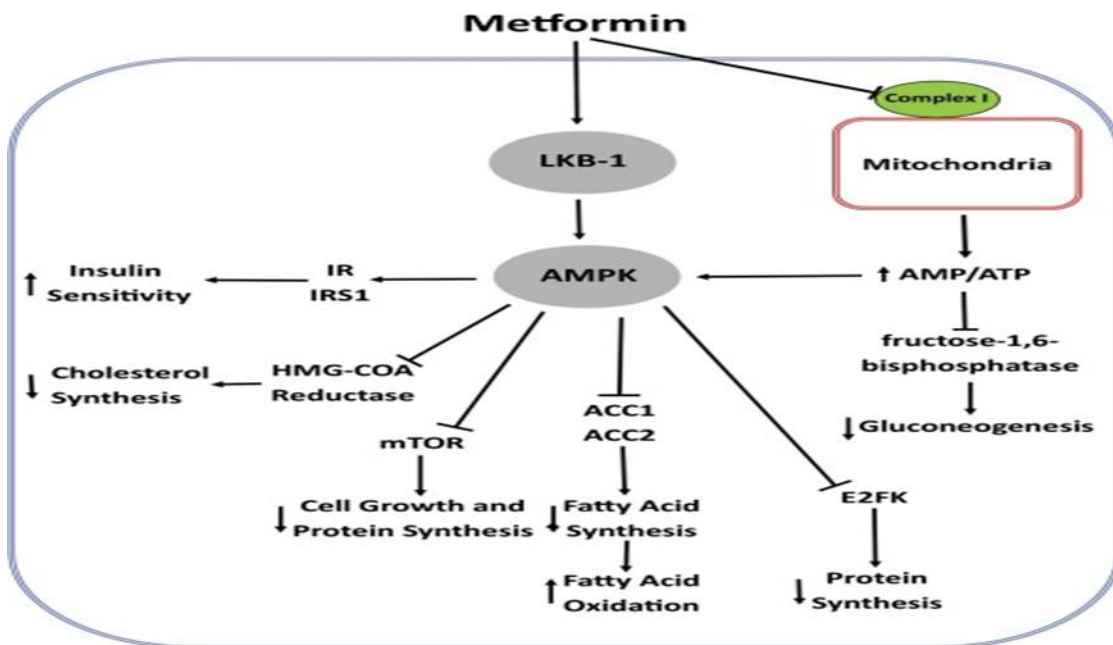 Metformin
Complex I
LKB-1
Mitochondria
AMPK
↑ AMP/ATP
IR
IRS1
↑ Insulin
Sensitivity
fructose-1,6-
bisphosphatase
HMG-COA
Reductase
↓ Cholesterol
Synthesis
ACC1
ACC2
mTOR
↓ Gluconeogenesis
E2FK
↓ Cell Growth and
Protein Synthesis
↓ Fatty Acid
Synthesis
↑ Fatty Acid
Oxidation
↓ Protein
Synthesis